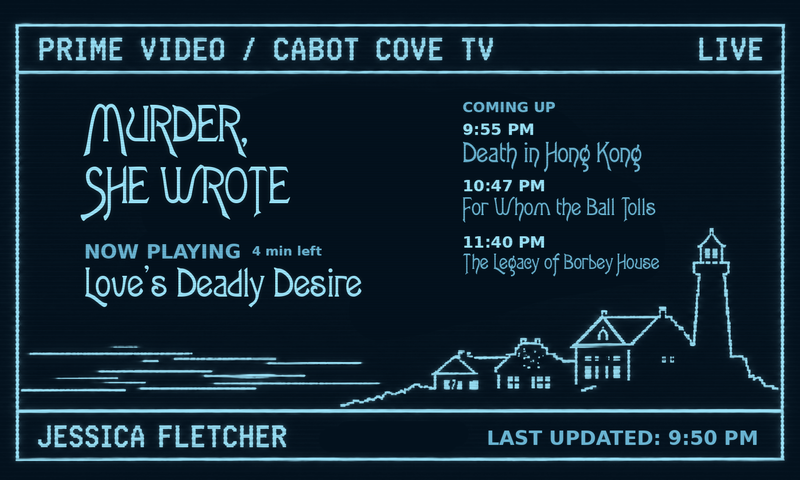 PRIME VIDEO / CABOT COVE TV
LIVE
MURDER,
SHE WROTE
NOW PLAYING 4 min left
Love's Deadly Desire
COMING UP
9:55 PM
Death in Hong Kong
10:47 PM
For Whom the Ball Tolls
11:40 PM
The Legacy of Borbey House
JESSICA FLETCHER
LAST UPDATED: 9:50 PM